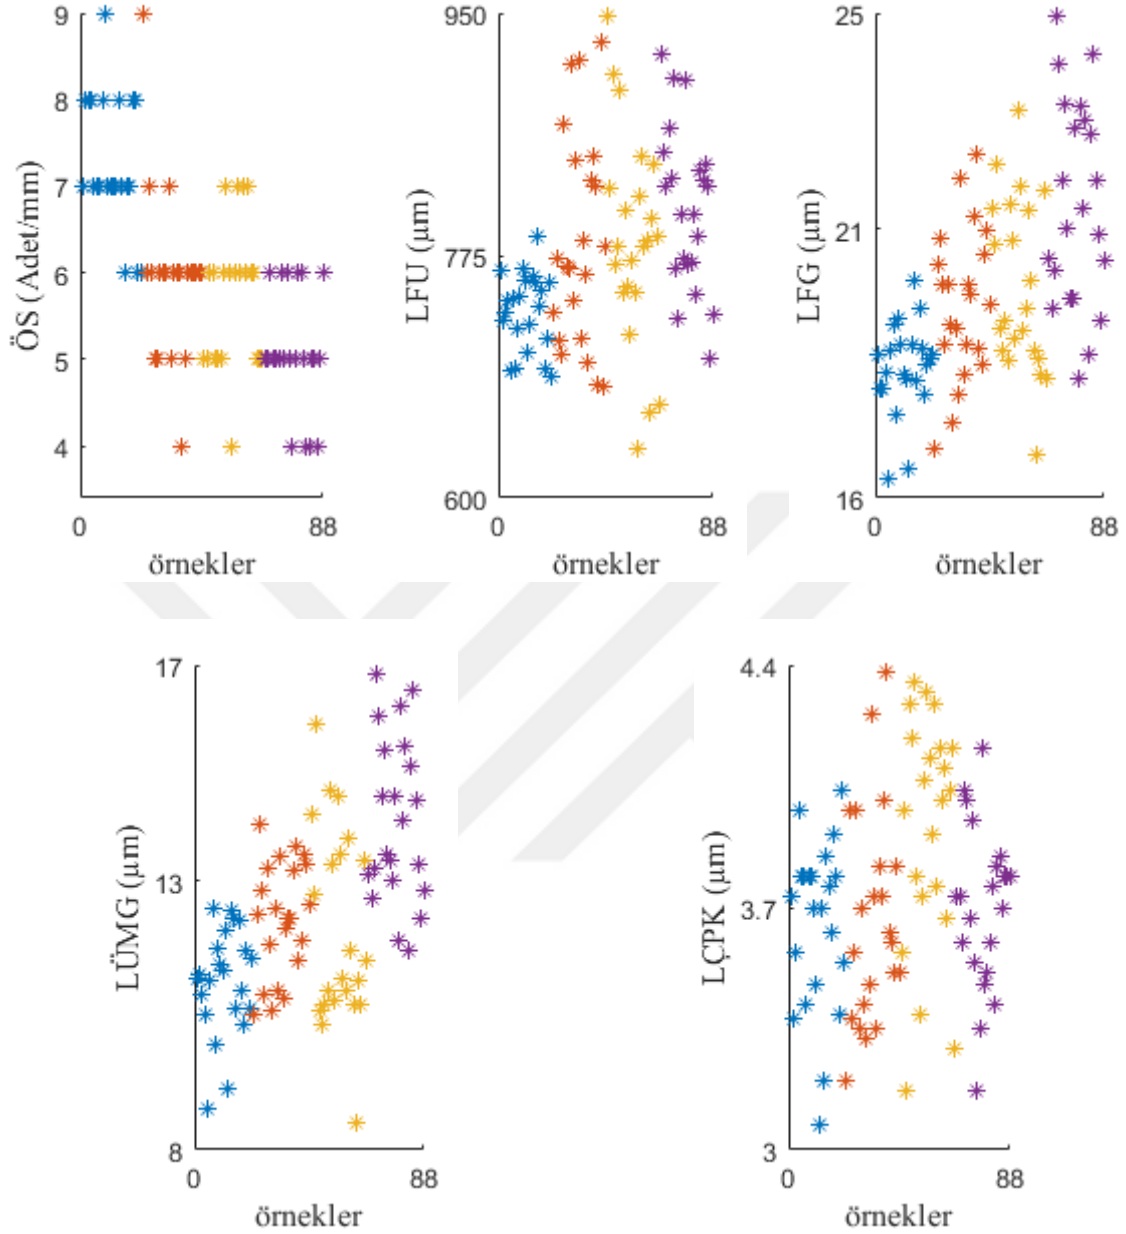 9
8
7
6
5
4
0
88
ÖS (Adet/mm)
örnekler
950
775
600
0
88
LFU (μm)
örnekler
25
21
16
0
88
LFG (μm)
örnekler
17
13
8
0
88
LÜMG (μm)
örnekler
4.4
3.7
3
0
88
LÇPK (μm)
örnekler